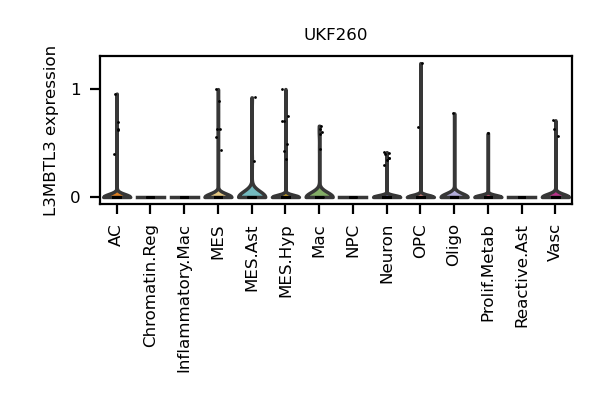 UKF260
L3MBTL3 expression
1
0
AC
Chromatin.Reg
Inflammatory.Mac
MES
MES.Ast
MES.Hyp
Mac
NPC
Neuron
OPC
Oligo
Prolif.Metab
Reactive.Ast
Vasc